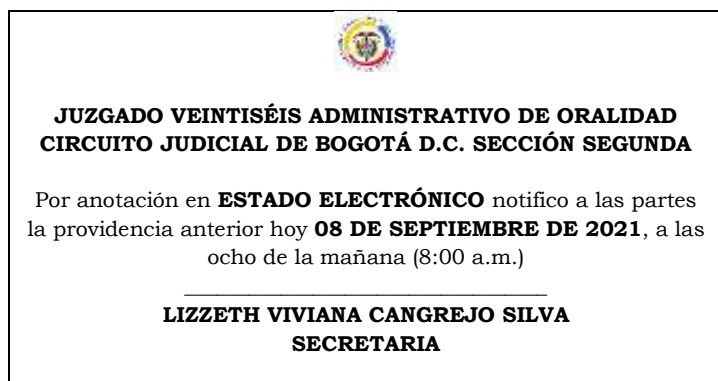 JUZGADO VEINTISÉIS ADMINISTRATIVO DE ORALIDAD
CIRCUITO JUDICIAL DE BOGOTÁ D.C. SECCIÓN SEGUNDA
Por anotación en ESTADO ELECTRÓNICO notifico a las partes
la providencia anterior hoy 08 DE SEPTIEMBRE DE 2021, a las
ocho de la mañana (8:00 a.m.)
LIZZETH VIVIANA CANGREJO SILVA
SECRETARIA